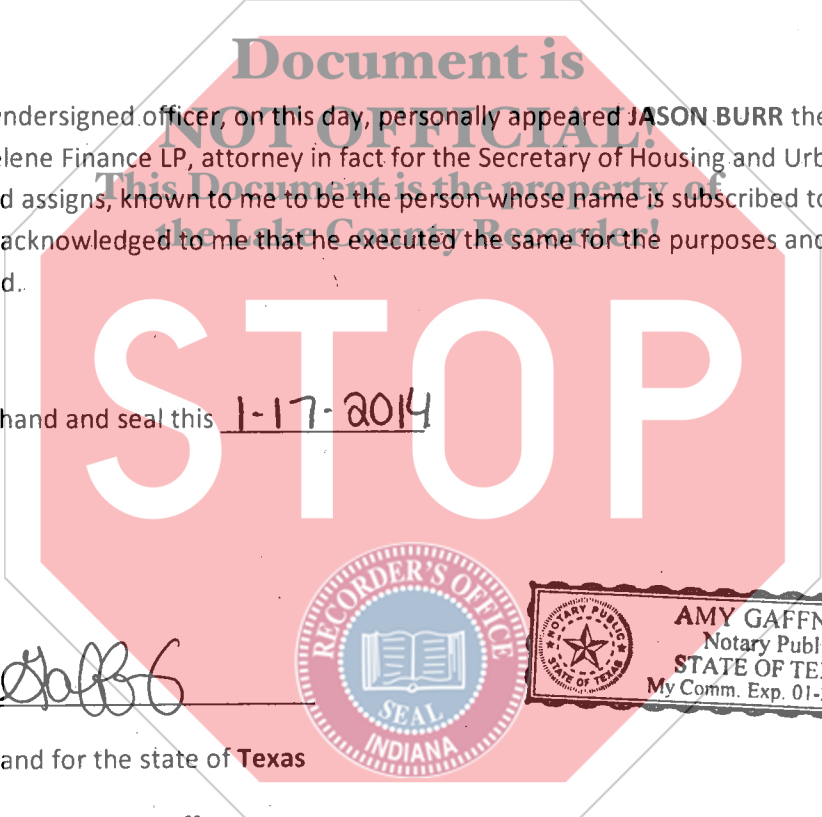 Document is
NOT OFFICIAL!
This Document is the property of
the Lake County Recorder!
ndersigned officer, on this day, personally appeared JASON BURR the
elene Finance LP, attorney in fact for the Secretary of Housing and Urb
d assigns, known to me to be the person whose name is subscribed to
acknowledged to me that he executed the same for the purposes and
d.
STOP
hand and seal this 1-17-2014
RECORDER'S OFFICE
SEAL
INDIANA
NOTARY PUBLIC
STATE OF TEXAS
AMY GAFFN
Notary Publ
STATE OF TE
My Comm. Exp. 01-
and for the state of Texas